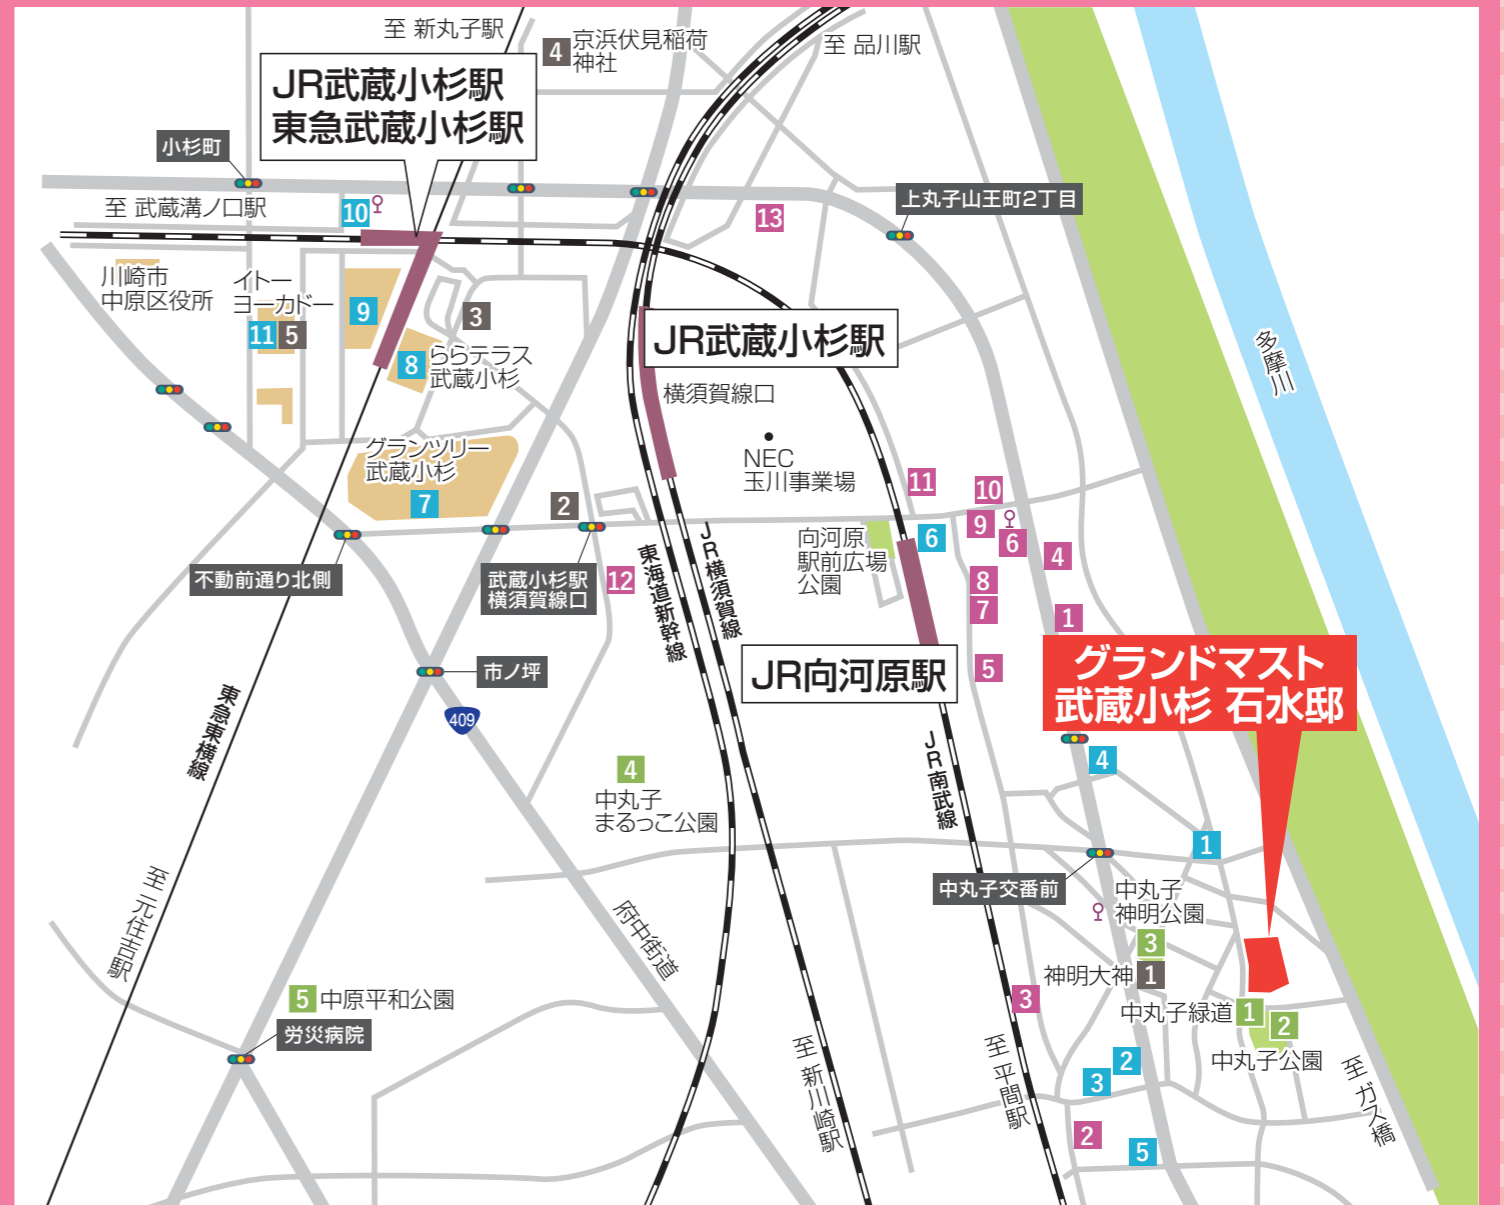 至 新丸子駅
4
京浜伏見稲荷
神社
至 品川駅
JR武蔵小杉駅
東急武蔵小杉駅
小杉町
至 武蔵溝ノ口駅
10
13
上丸子山王町2丁目
川崎市
中原区役所
イトー
ヨーカドー
11
5
9
3
8
ららテラス
武蔵小杉
JR武蔵小杉駅
横須賀線口
多摩川
NEC
玉川事業場
グランツリー
武蔵小杉
7
2
11
10
9
6
6
4
向河原
駅前広場
公園
8
7
1
5
不動前通り北側
武蔵小杉駅
横須賀線口
12
東海道新幹線
JR横須賀線
JR向河原駅
グランドマスト
武蔵小杉 石水邸
市ノ坪
409
東急東横線
4
中丸子
まるっこ公園
JR南武線
4
1
中丸子交番前
中丸子
神明公園
3
神明大神
1
至 元住吉駅
府中街道
5
中原平和公園
労災病院
3
中丸子緑道
1
2
中丸子公園
至 新川崎駅
至 平間駅
2
3
至 ガス橋
2
5